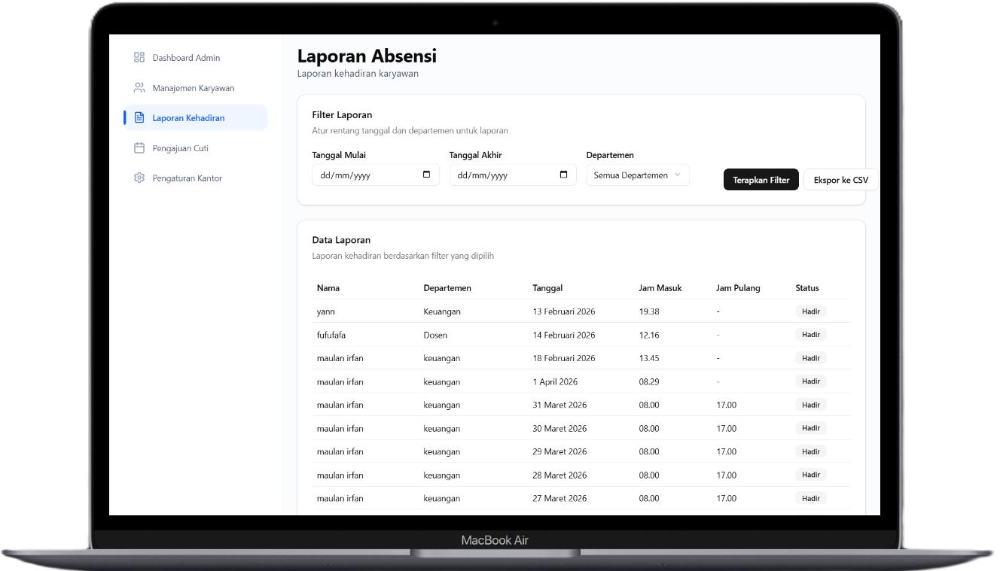 Dashboard Admin
Manajemen Karyawan
Laporan Kehadiran
Pengajuan Cuti
Pengaturan Kantor
Laporan Absensi
Laporan kehadiran karyawan
Filter Laporan
Atur rentang tanggal dan departemen untuk laporan
Tanggal Mulai Tanggal Akhir Departemen
dd/mm/yyyy dd/mm/yyyy Semua Departemen Terapkan Filter Ekspor ke CSV
Data Laporan
Laporan kehadiran berdasarkan filter yang dipilih
Nama Departemen Tanggal Jam Masuk Jam Pulang Status
yann Keuangan 13 Februari 2026 19.38 - Hadir
fufufafa Dosen 14 Februari 2026 12.16 - Hadir
maulan irfan keuangan 18 Februari 2026 13.45 - Hadir
maulan irfan keuangan 1 April 2026 08.29 - Hadir
maulan irfan keuangan 31 Maret 2026 08.00 17.00 Hadir
maulan irfan keuangan 30 Maret 2026 08.00 17.00 Hadir
maulan irfan keuangan 29 Maret 2026 08.00 17.00 Hadir
maulan irfan keuangan 28 Maret 2026 08.00 17.00 Hadir
maulan irfan keuangan 27 Maret 2026 08.00 17.00 Hadir
MacBook Air